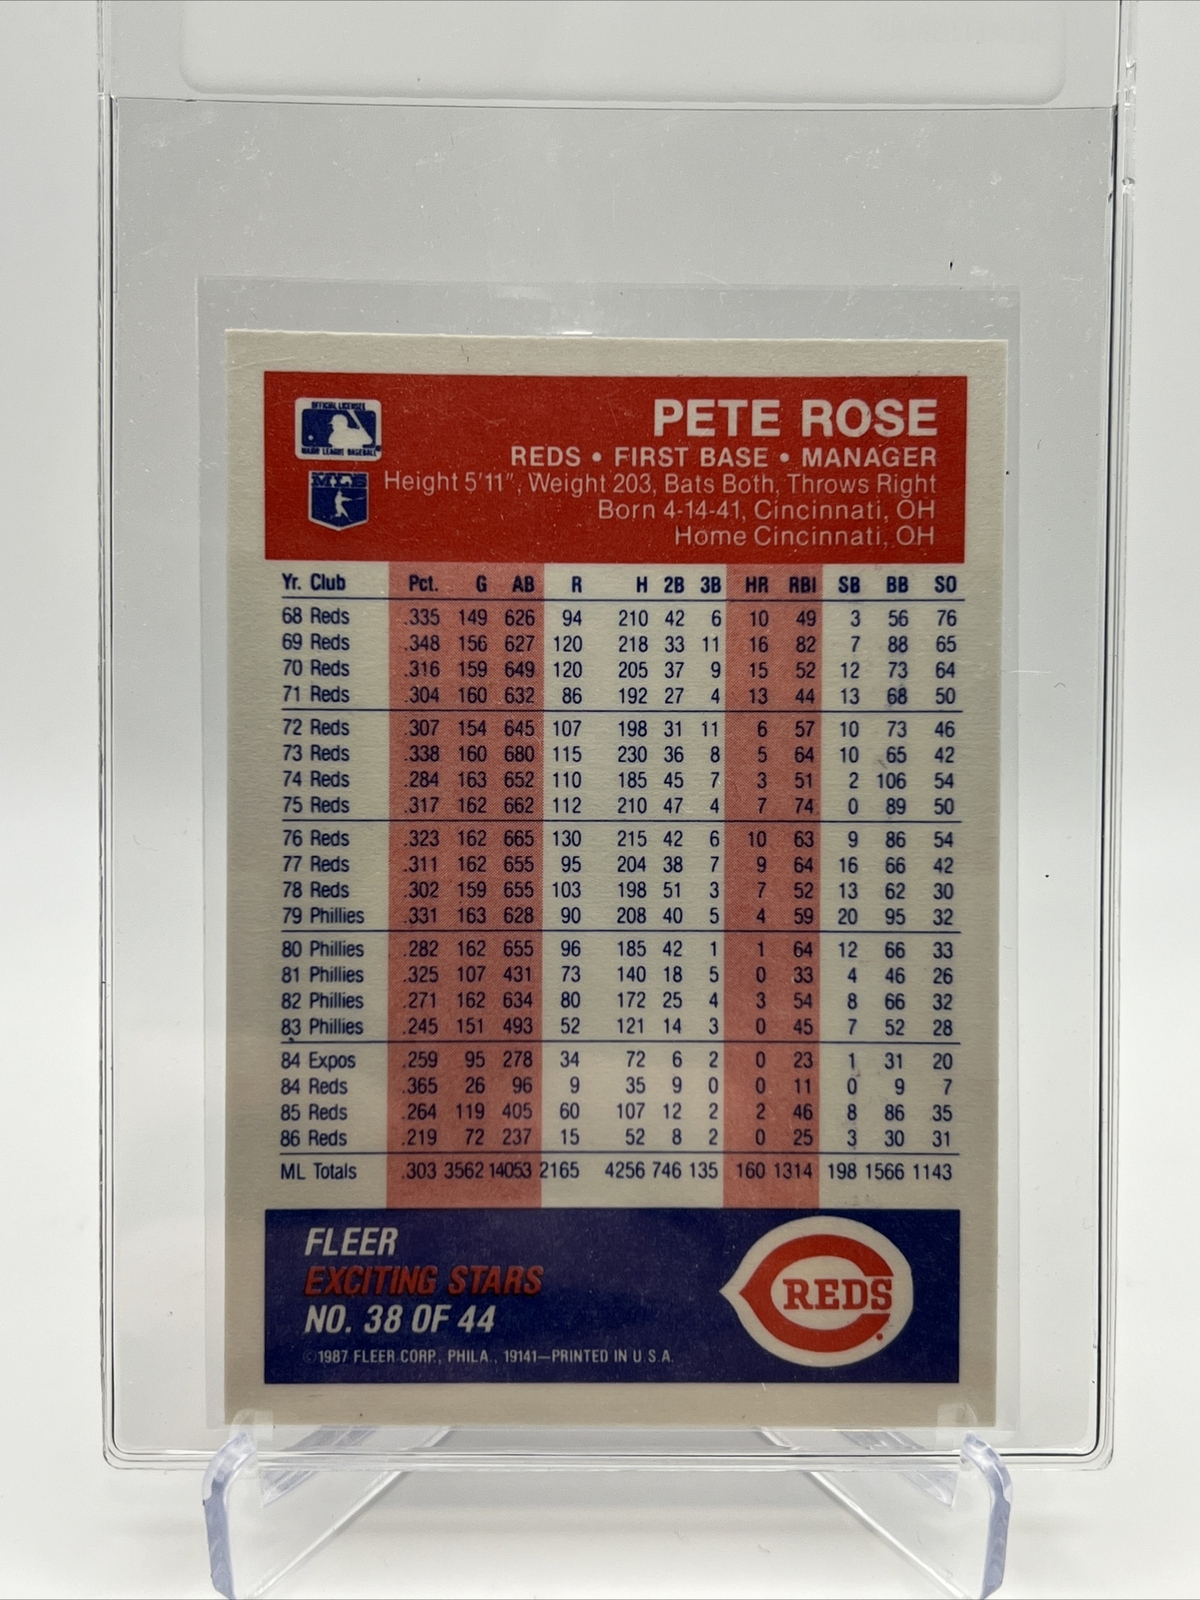 OFFICIAL LICENSEE
MAJOR LEAGUE BASEBALL
PETE ROSE
REDS • FIRST BASE • MANAGER
Height 5'11", Weight 203, Bats Both, Throws Right
Born 4-14-41, Cincinnati, OH
Home Cincinnati, OH
Yr. Club Pct. G AB R H 2B 3B HR RBI SB BB SO
68 Reds .335 149 626 94 210 42 6 10 49 3 56 76
69 Reds .348 156 627 120 218 33 11 16 82 7 88 65
70 Reds .316 159 649 120 205 37 9 15 52 12 73 64
71 Reds .304 160 632 86 192 27 4 13 44 13 68 50
72 Reds .307 154 645 107 198 31 11 6 57 10 73 46
73 Reds .338 160 680 115 230 36 8 5 64 10 65 42
74 Reds .284 163 652 110 185 45 7 3 51 2 106 54
75 Reds .317 162 662 112 210 47 4 7 74 0 89 50
76 Reds .323 162 665 130 215 42 6 10 63 9 86 54
77 Reds .311 162 655 95 204 38 7 9 64 16 66 42
78 Reds .302 159 655 103 198 51 3 7 52 13 62 30
79 Phillies .331 163 628 90 208 40 5 4 59 20 95 32
80 Phillies .282 162 655 96 185 42 1 1 64 12 66 33
81 Phillies .325 107 431 73 140 18 5 0 33 4 46 26
82 Phillies .271 162 634 80 172 25 4 3 54 8 66 32
83 Phillies .245 151 493 52 121 14 3 0 45 7 52 28
84 Expos .259 95 278 34 72 6 2 0 23 1 31 20
84 Reds .365 26 96 9 35 9 0 0 11 0 9 7
85 Reds .264 119 405 60 107 12 2 2 46 8 86 35
86 Reds .219 72 237 15 52 8 2 0 25 3 30 31
ML Totals .303 3562 14053 2165 4256 746 135 160 1314 198 1566 1143
FLEER
EXCITING STARS
NO. 38 OF 44
©1987 FLEER CORP., PHILA., 19141—PRINTED IN U.S.A.
REDS